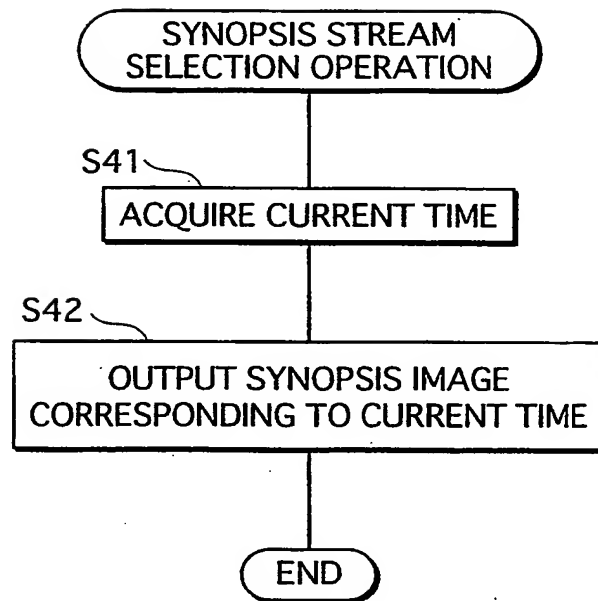 SYNOPSIS STREAM
SELECTION OPERATION
S41
ACQUIRE CURRENT TIME
S42
OUTPUT SYNOPSIS IMAGE
CORRESPONDING TO CURRENT TIME
END